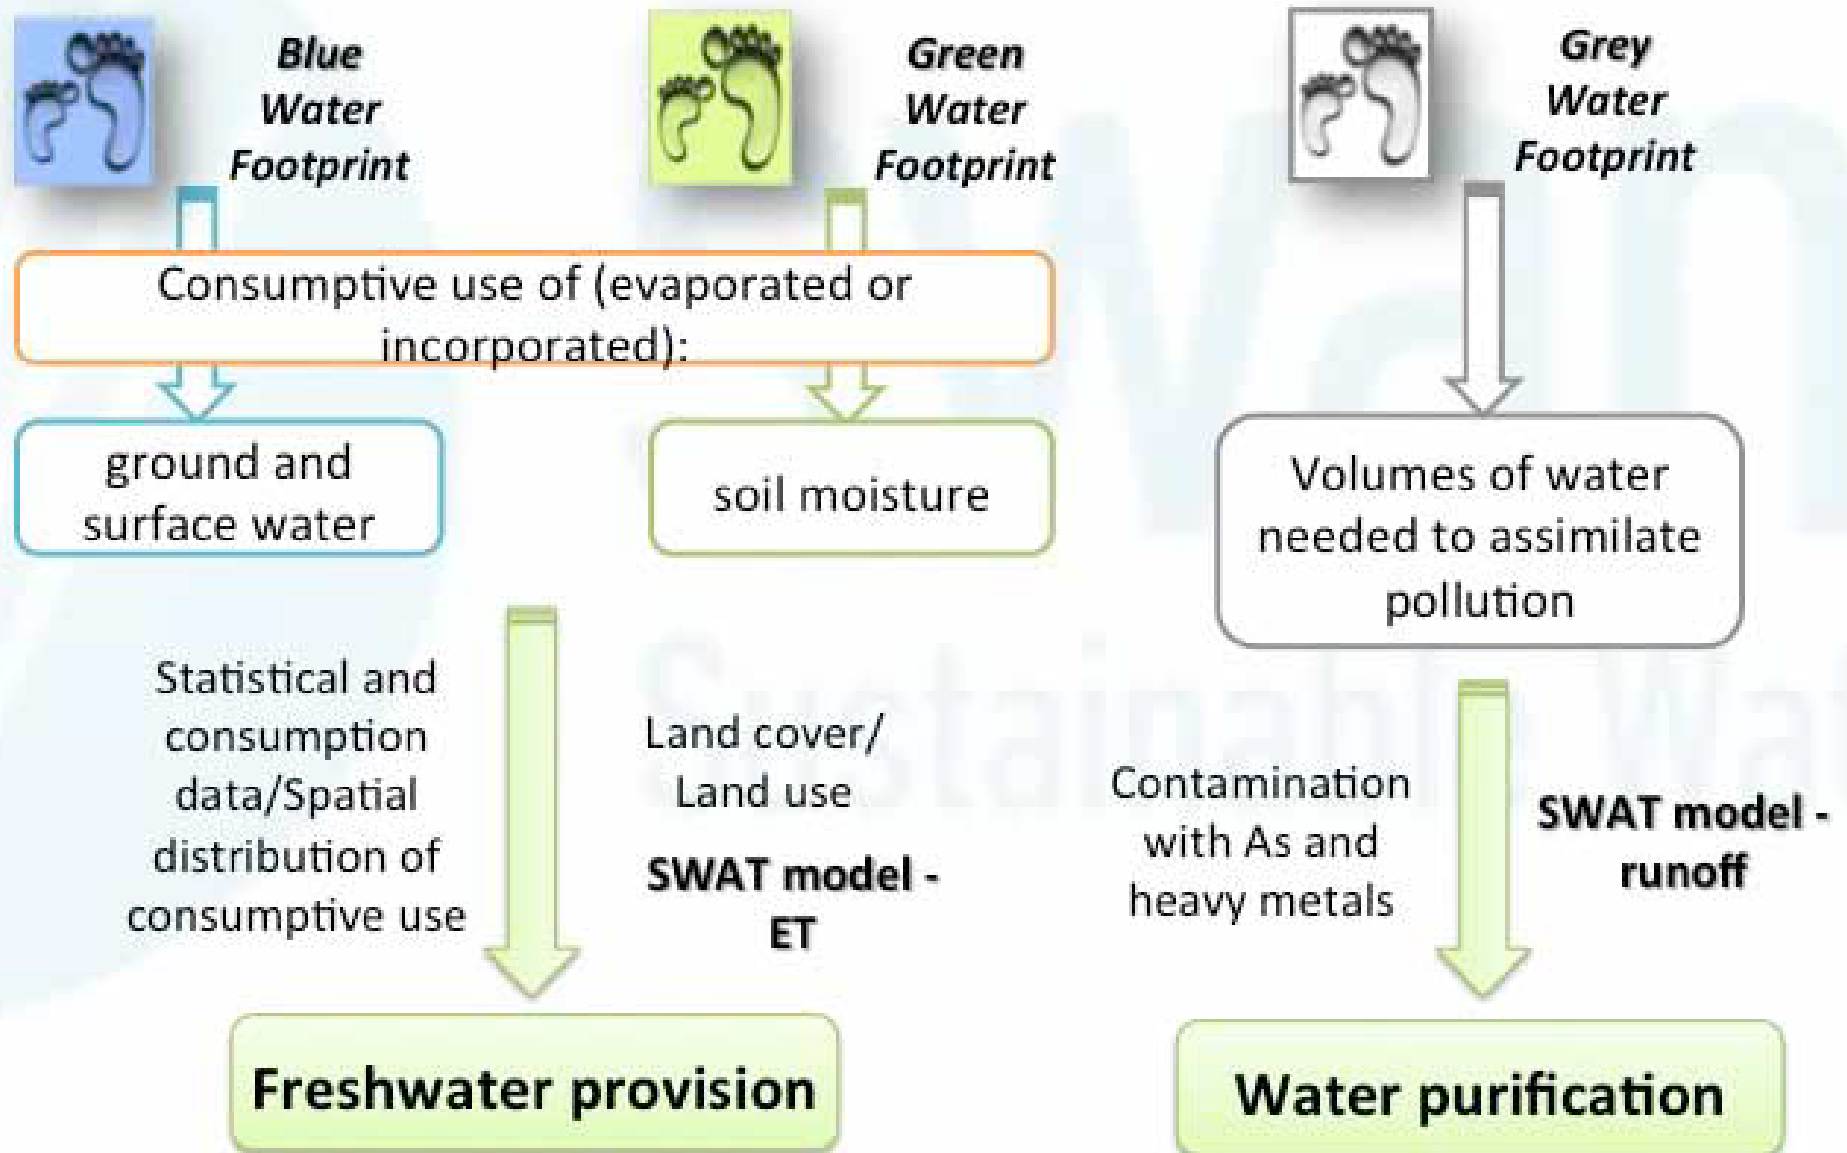 Blue
Water
Footprint
Green
Water
Footprint
Grey
Water
Footprint
Consumptive use of (evaporated or
incorporated):
ground and
surface water
soil moisture
Volumes of water
needed to assimilate
pollution
Statistical and
consumption
data/Spatial
distribution of
consumptive use
Land cover/
Land use
SWAT model -
ET
Contamination
with As and
heavy metals
SWAT model -
runoff
Freshwater provision
Water purification
wan
Sustainable Wat